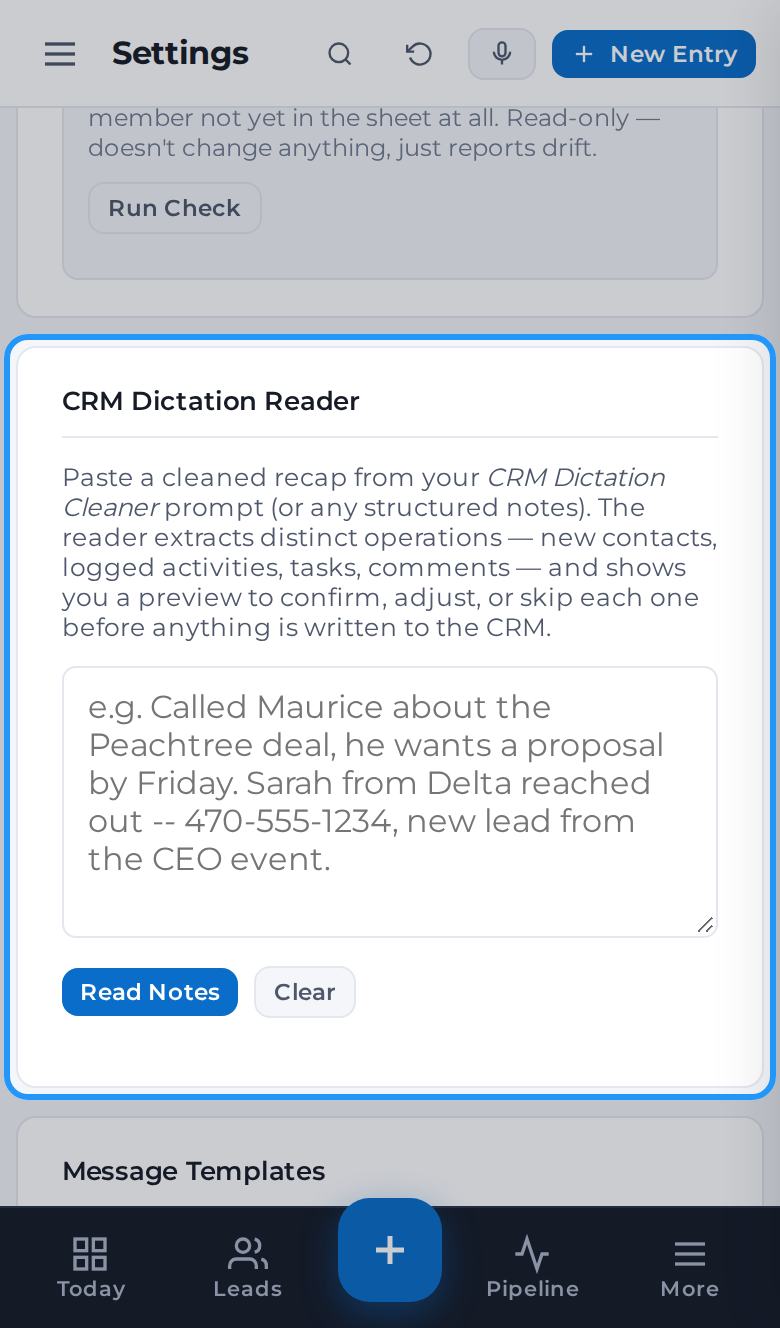 Settings
New Entry
member not yet in the sheet at all. Read-only —
doesn't change anything, just reports drift.
Run Check
CRM Dictation Reader
Paste a cleaned recap from your CRM Dictation
Cleaner prompt (or any structured notes). The
reader extracts distinct operations — new contacts,
logged activities, tasks, comments — and shows
you a preview to confirm, adjust, or skip each one
before anything is written to the CRM.
e.g. Called Maurice about the
Peachtree deal, he wants a proposal
by Friday. Sarah from Delta reached
out -- 470-555-1234, new lead from
the CEO event.
Read Notes
Clear
Message Templates
Today
Leads
Pipeline
More